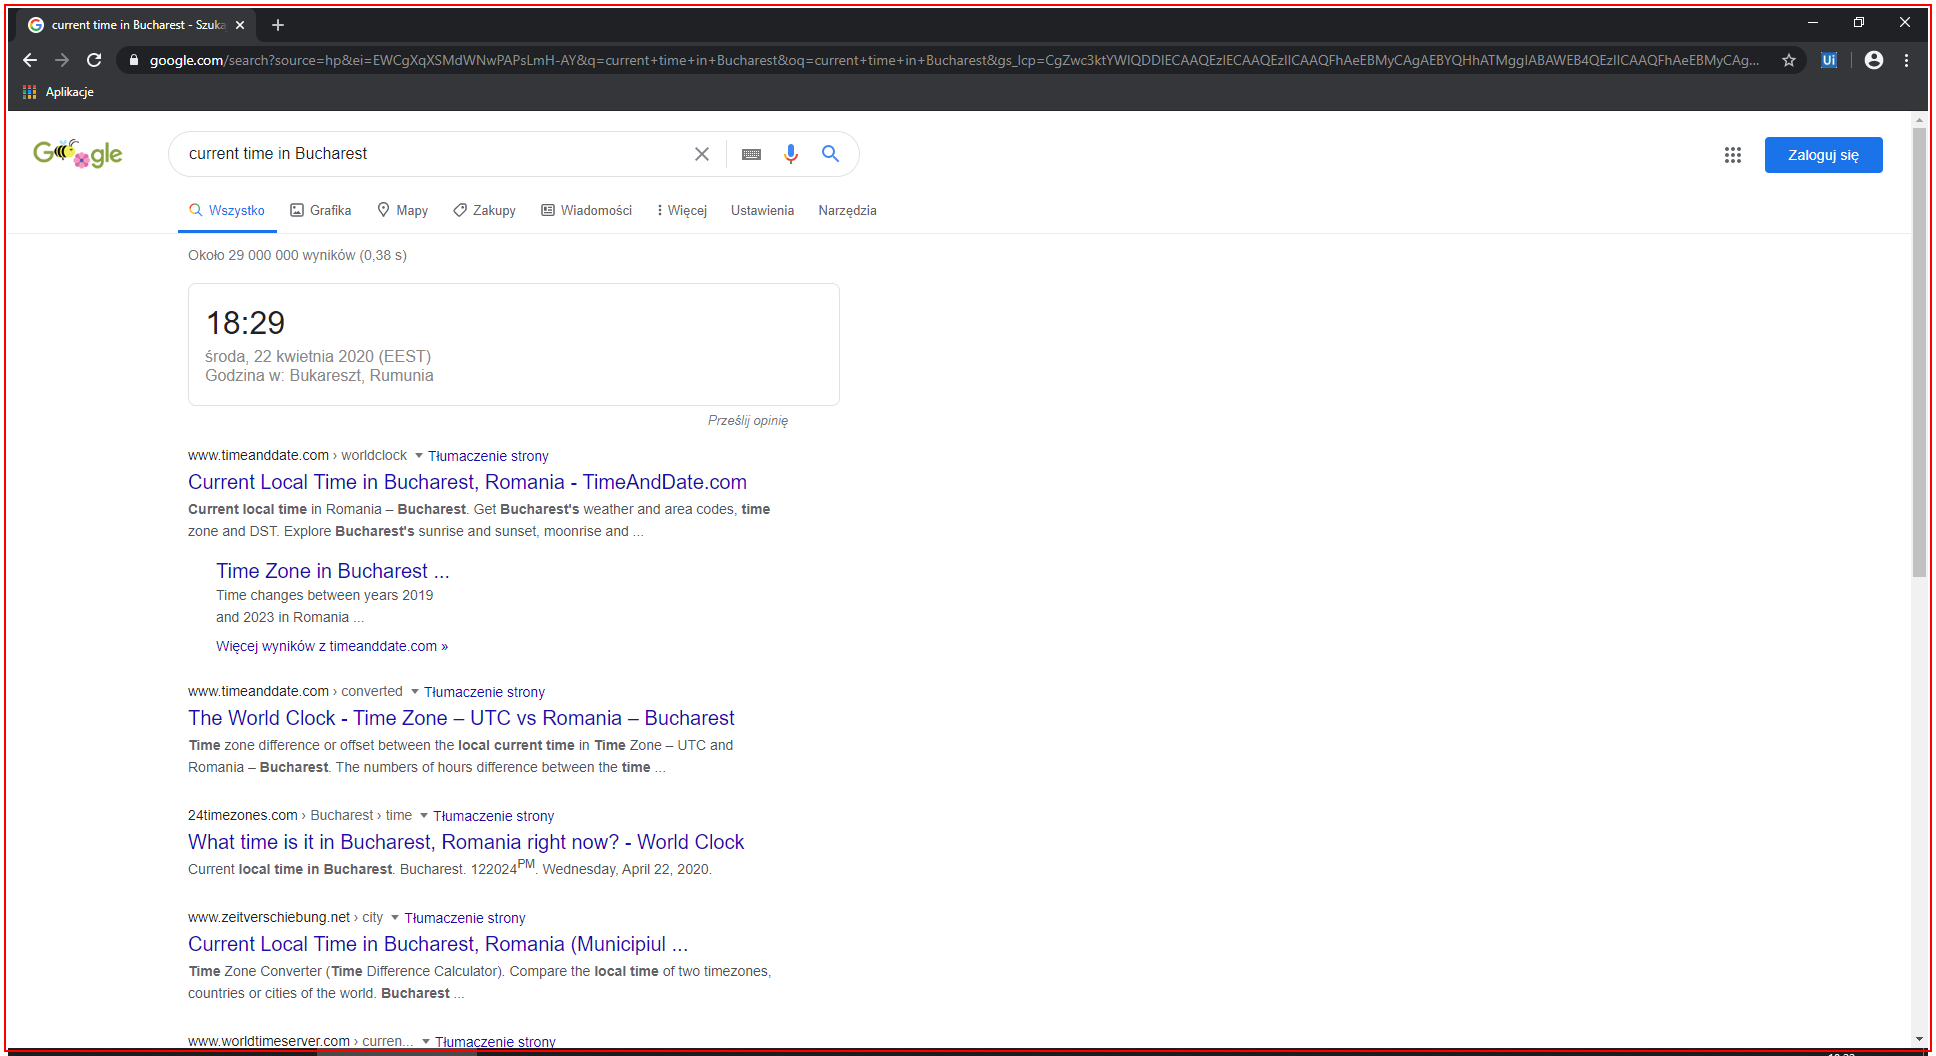 current time in Bucharest - Szuka
google.com/search?source=hp&ei=EWCgXqXSMdWNwPAPsLmH-AY&q=current+time+in+Bucharest&oq=current+time+in+Bucharest&gs_lcp=CgZwc3ktYWIQDDIECAAQEzIECAAQEzIICAAQFhAeEBMyCAgAEBYQHhATMggIABAWEB4QEzIICAAQFhAeEBMyCAg...
Ui
Aplikacje
Google
current time in Bucharest
Zaloguj się
Wszystko Grafika Mapy Zakupy Wiadomości Więcej Ustawienia Narzędzia
Około 29 000 000 wyników (0,38 s)
18:29
środa, 22 kwietnia 2020 (EEST)
Godzina w: Bukareszt, Rumunia
Prześlij opinię
www.timeanddate.com › worldclock Tłumaczenie strony
Current Local Time in Bucharest, Romania - TimeAndDate.com
Current local time in Romania – Bucharest. Get Bucharest's weather and area codes, time
zone and DST. Explore Bucharest's sunrise and sunset, moonrise and ...
Time Zone in Bucharest ...
Time changes between years 2019
and 2023 in Romania ...
Więcej wyników z timeanddate.com »
www.timeanddate.com › converted Tłumaczenie strony
The World Clock - Time Zone – UTC vs Romania – Bucharest
Time zone difference or offset between the local current time in Time Zone – UTC and
Romania – Bucharest. The numbers of hours difference between the time ...
24timezones.com › Bucharest › time Tłumaczenie strony
What time is it in Bucharest, Romania right now? - World Clock
Current local time in Bucharest. Bucharest. 122024PM. Wednesday, April 22, 2020.
www.zeitverschiebung.net › city Tłumaczenie strony
Current Local Time in Bucharest, Romania (Municipiul ...
Time Zone Converter (Time Difference Calculator). Compare the local time of two timezones,
countries or cities of the world. Bucharest ...
www.worldtimeserver.com › curren... Tłumaczenie strony